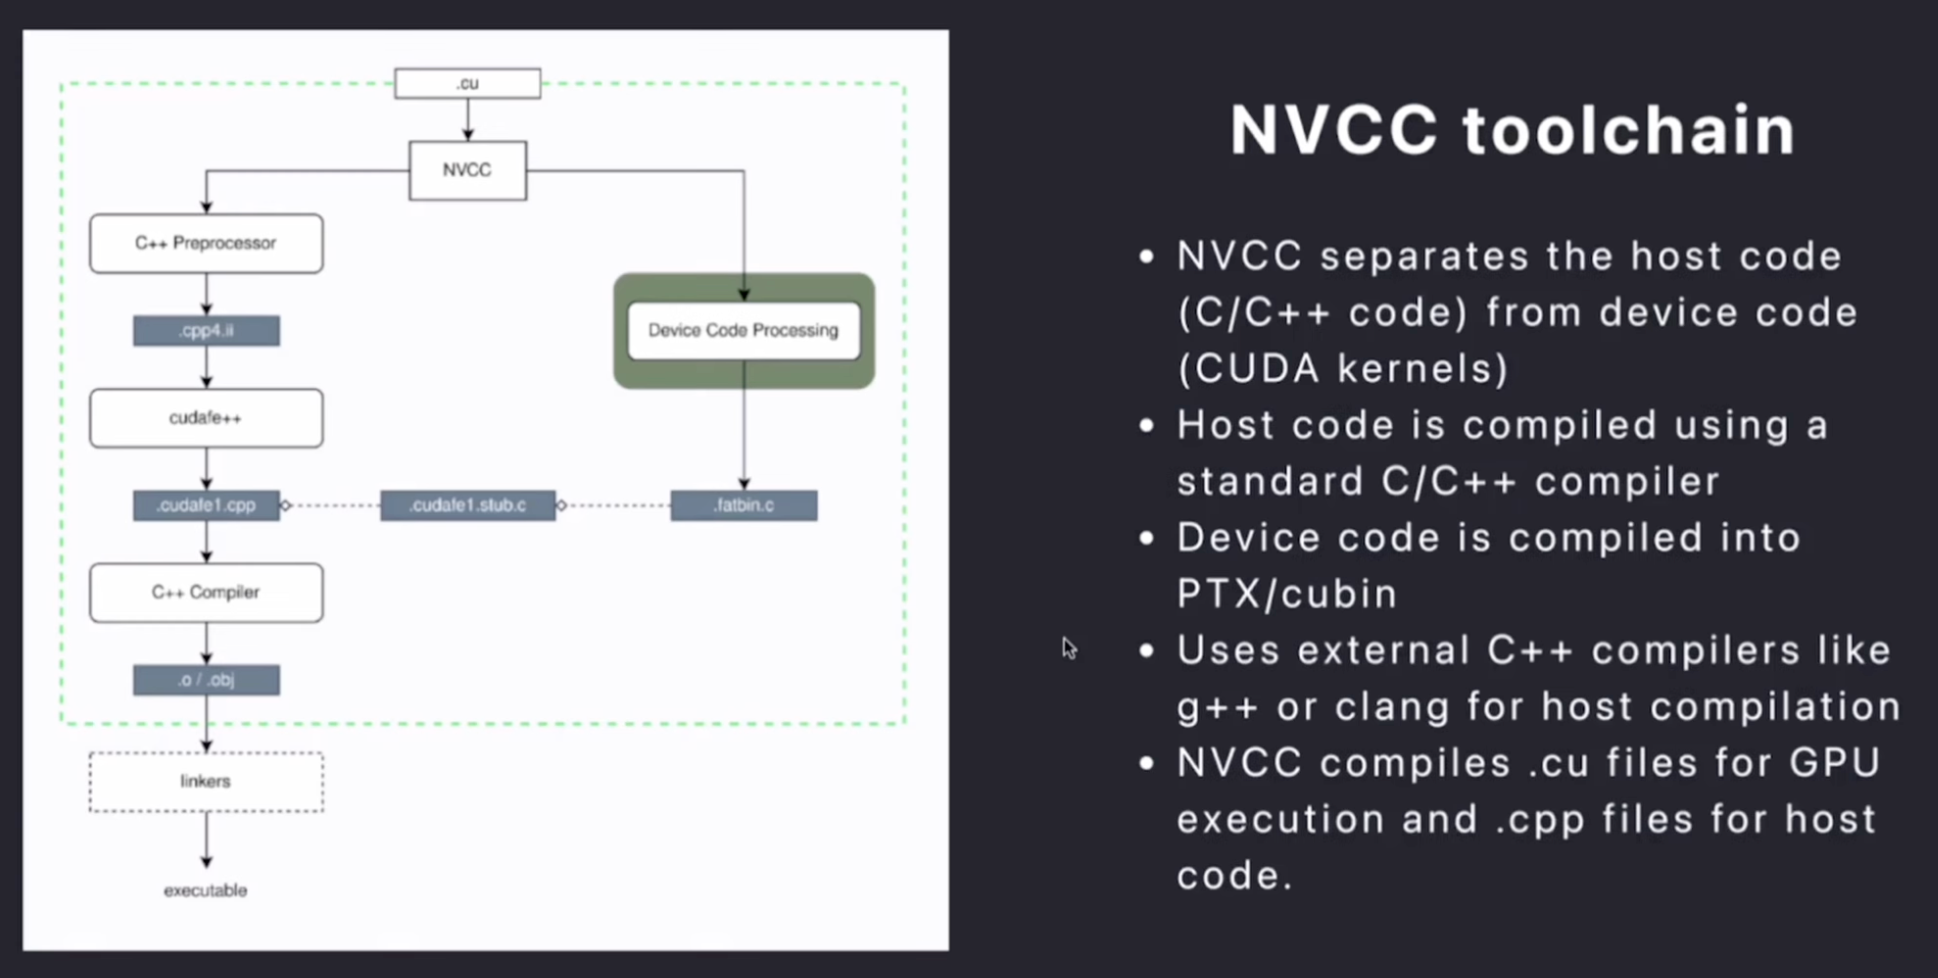 .cu
NVCC
C++ Preprocessor
.cpp4.ii
Device Code Processing
cudafe++
.cudafe1.cpp
.cudafe1.stub.c
.fatbin.c
C++ Compiler
.o / .obj
linkers
executable
NVCC toolchain
• NVCC separates the host code
(C/C++ code) from device code
(CUDA kernels)
• Host code is compiled using a
standard C/C++ compiler
• Device code is compiled into
PTX/cubin
• Uses external C++ compilers like
g++ or clang for host compilation
• NVCC compiles .cu files for GPU
execution and .cpp files for host
code.